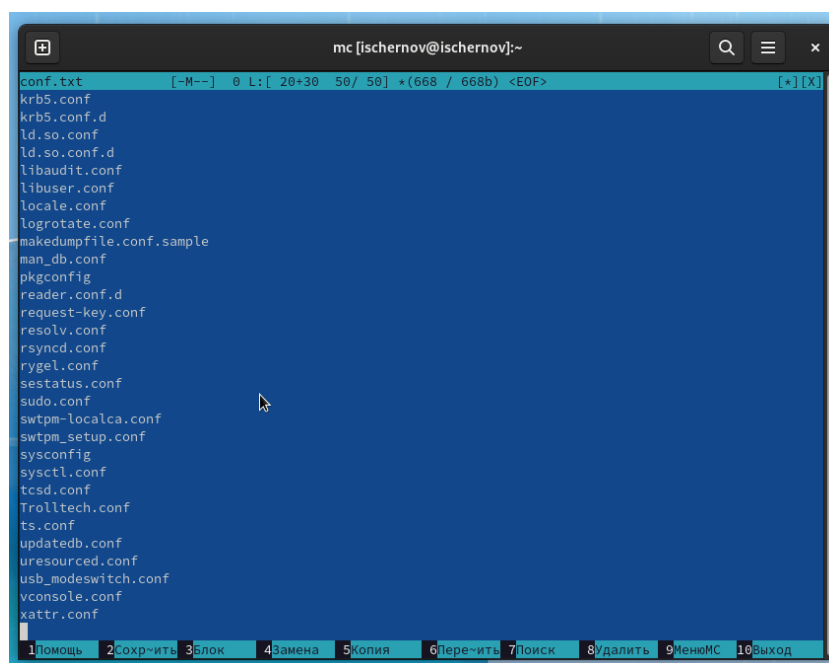 mc [ischernov@ischernov]:~
conf.txt [-M--] 0 L:[ 20+30 50/ 50] *(668 / 668b) <EOF> [*][X]
krb5.conf
krb5.conf.d
ld.so.conf
ld.so.conf.d
libaudit.conf
libuser.conf
locale.conf
logrotate.conf
makedumpfile.conf.sample
man_db.conf
pkgconfig
reader.conf.d
request-key.conf
resolv.conf
rsyncd.conf
rygel.conf
sestatus.conf
sudo.conf
swtpm-localca.conf
swtpm_setup.conf
sysconfig
sysctl.conf
tcsd.conf
Trolltech.conf
ts.conf
updatedb.conf
uresourced.conf
usb_modeswitch.conf
vconsole.conf
xattr.conf
1Помощь 2Сохр~ить 3Блок 4Замена 5Копия 6Пере~ить 7Поиск 8Удалить 9МенюMC 10Выход